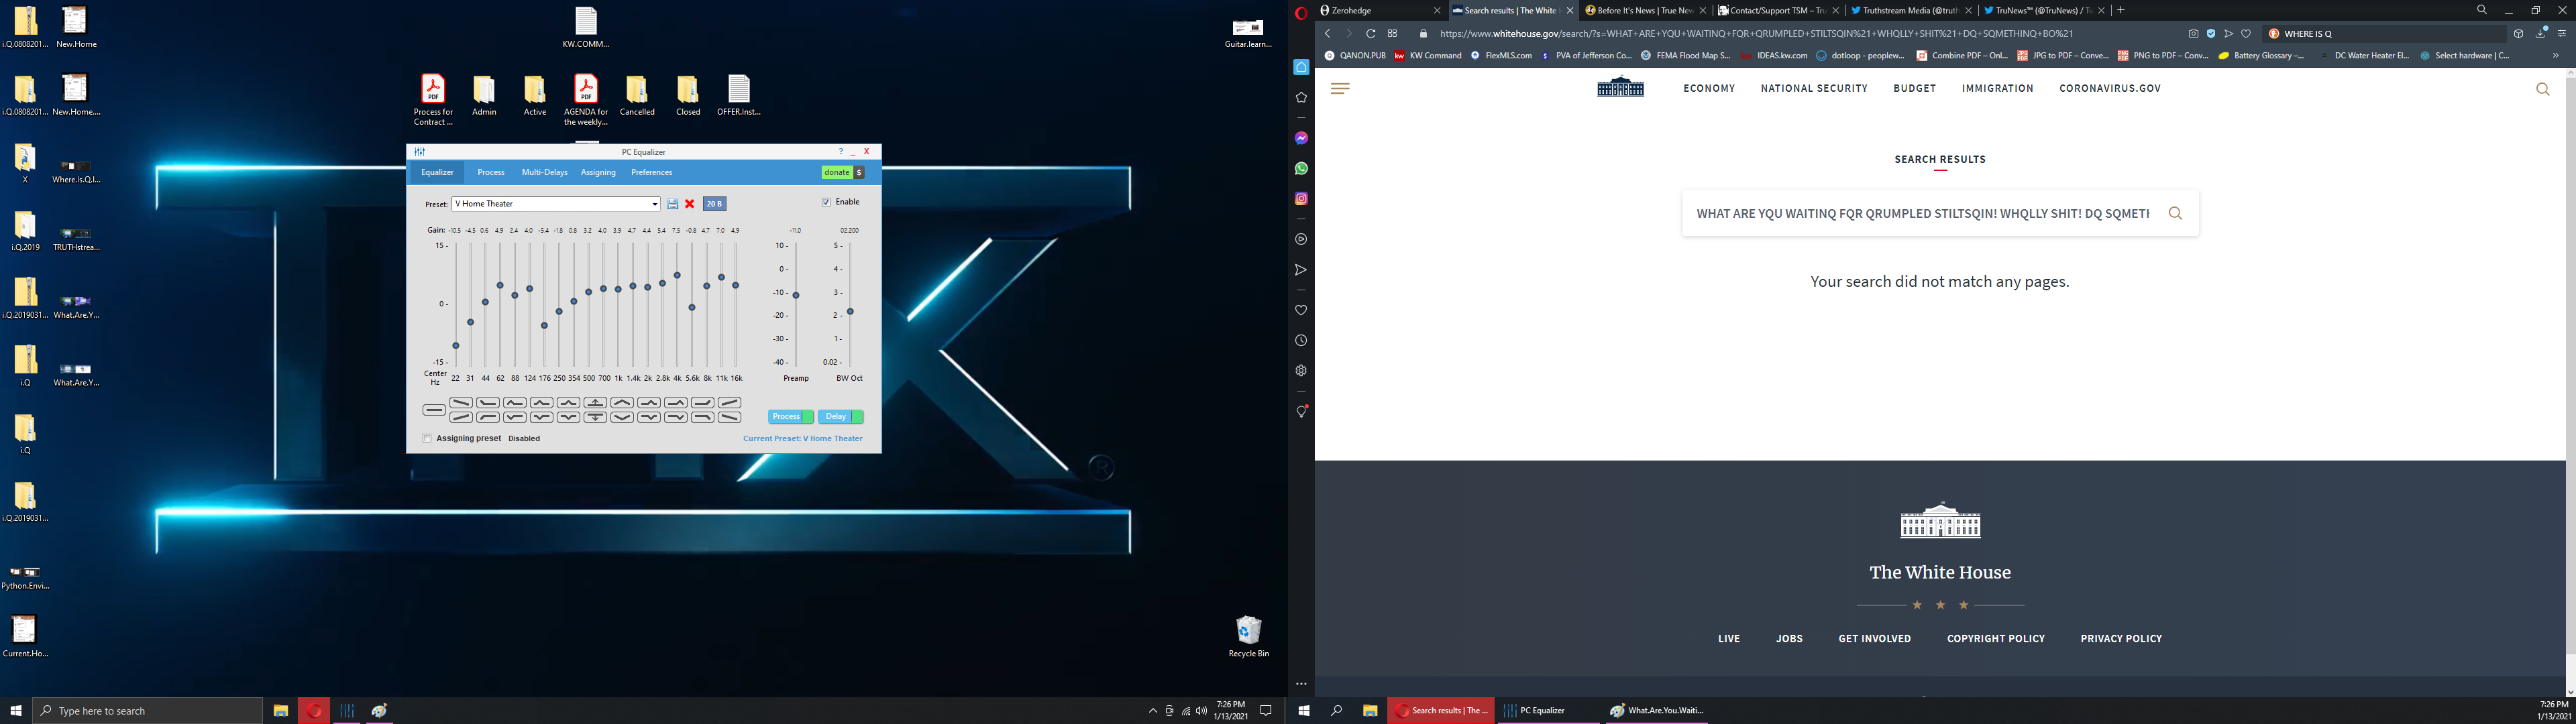 i.Q.0808201...
New.Home
KW.COMM...
Guitar.learn...
i.Q.0808201...
New.Home....
PDF
Process for
Contract ...
Admin
Active
PDF
AGENDA for
the weekly...
Cancelled
Closed
OFFER.Inst...
X
Where.Is.Q.I...
i.Q.2019
TRUTHstrea...
i.Q.2019031...
What.Are.Y...
i.Q
What.Are.Y...
i.Q
i.Q.2019031...
Python.Envi...
Current.Ho...
Recycle Bin
PC Equalizer
? _ X
Equalizer Process Multi-Delays Assigning Preferences donate $
Preset: V Home Theater 20 B Enable
Gain: -10.5 -4.5 0.6 4.9 2.4 4.0 -5.4 -1.8 0.8 3.2 4.0 3.9 4.7 4.4 5.4 7.5 -0.8 4.7 7.0 4.9 -11.0 02.200
15 - 10 - 5 -
0 - 4 -
0 - -10 - 3 -
-20 - 2 -
-30 - 1 -
-15 - -40 - 0.02 -
Center
Hz 22 31 44 62 88 124 176 250 354 500 700 1k 1.4k 2k 2.8k 4k 5.6k 8k 11k 16k Preamp BW Oct
Process Delay
Assigning preset Disabled Current Preset: V Home Theater
®
Type here to search
7:26 PM
1/13/2021
Zerohedge
Search results | The White H
Before It's News | True New
Contact/Support TSM – Tru
Truthstream Media (@truth
TruNews™ (@TruNews) / Tw
https://www.whitehouse.gov/search/?s=WHAT+ARE+YQU+WAITINQ+FQR+QRUMPLED+STILTSQIN%21+WHQLLY+SHIT%21+DQ+SQMETHINQ+BO%21
WHERE IS Q
QANON.PUB
KW Command
FlexMLS.com
PVA of Jefferson Co...
FEMA Flood Map S...
IDEAS.kw.com
dotloop - peoplew...
Combine PDF – Onl...
JPG to PDF – Conve...
PNG to PDF – Conv...
Battery Glossary –...
DC Water Heater El...
Select hardware | C...
ECONOMY NATIONAL SECURITY BUDGET IMMIGRATION CORONAVIRUS.GOV
SEARCH RESULTS
WHAT ARE YQU WAITINQ FQR QRUMPLED STILTSQIN! WHQLLY SHIT! DQ SQMETH
Your search did not match any pages.
The White House
LIVE JOBS GET INVOLVED COPYRIGHT POLICY PRIVACY POLICY
Search results | The ...
PC Equalizer
What.Are.You.Waiti...
7:26 PM
1/13/2021